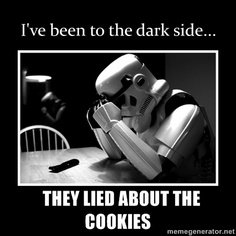 I've been to the dark side...
THEY LIED ABOUT THE
COOKIES
memegenerator.net